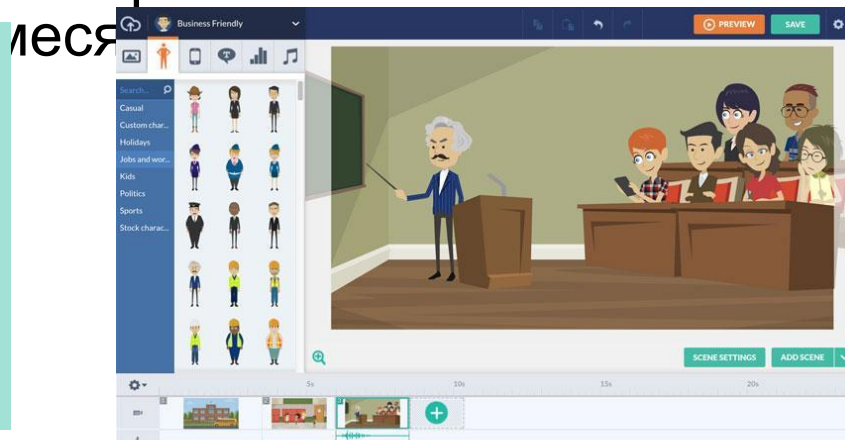 меся
Business Friendly
PREVIEW
SAVE
Search...
Casual
Custom char...
Holidays
Jobs and wor...
Kids
Politics
Sports
Stock charac...
SCENE SETTINGS
ADD SCENE
5s
10s
15s
20s